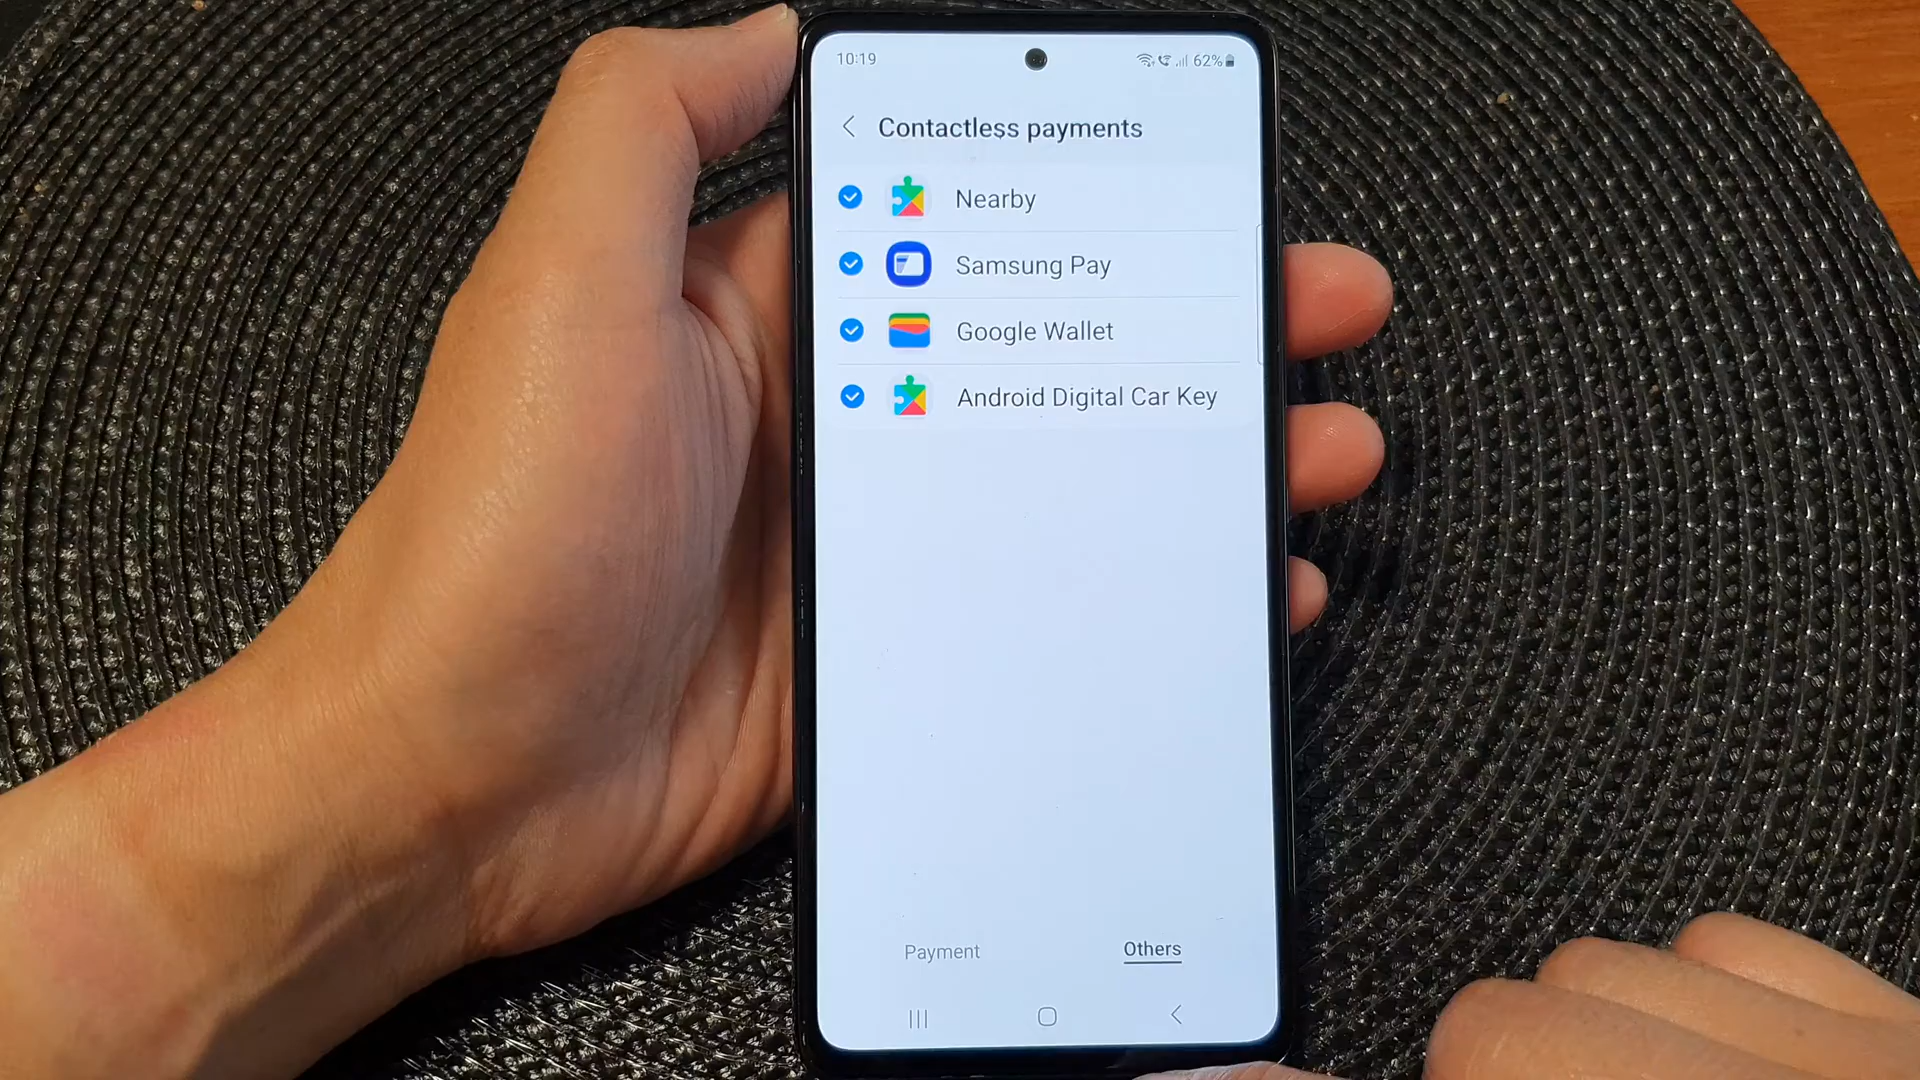 10:19
62%
Contactless payments
Nearby
Samsung Pay
Google Wallet
Android Digital Car Key
Payment
Others